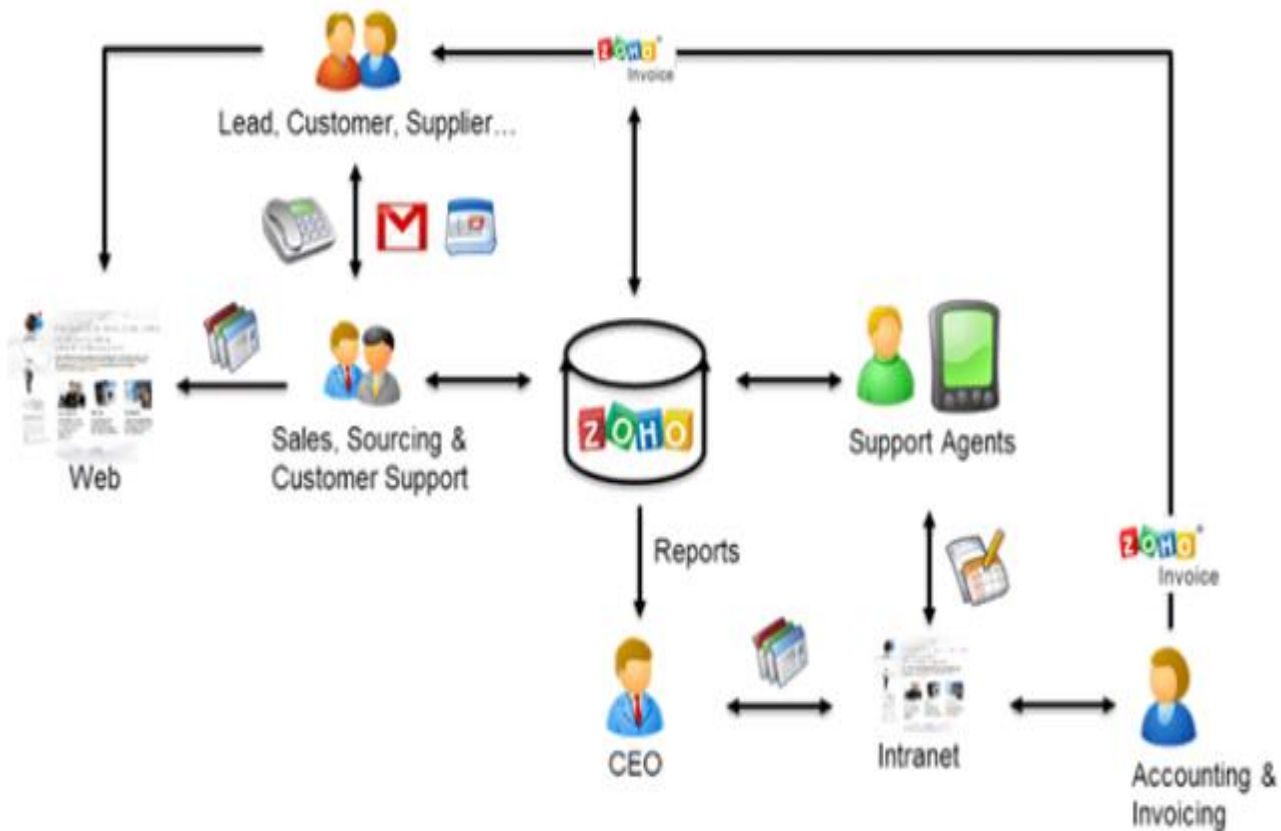 ZOHO
Invoice
Lead, Customer, Supplier...
Web
Sales, Sourcing &
Customer Support
ZOHO
Support Agents
Reports
ZOHO
Invoice
CEO
Intranet
Accounting &
Invoicing